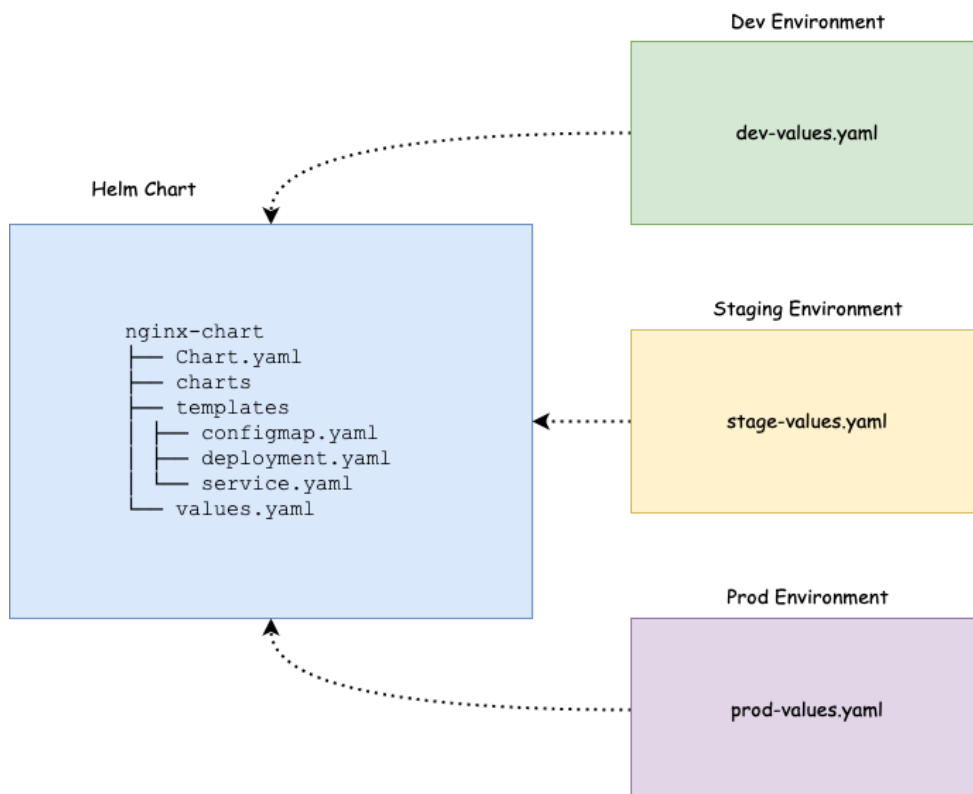 Dev Environment
dev-values.yaml
Helm Chart
nginx-chart
├── Chart.yaml
├── charts
├── templates
│ ├── configmap.yaml
│ ├── deployment.yaml
│ └── service.yaml
└── values.yaml
Staging Environment
stage-values.yaml
Prod Environment
prod-values.yaml